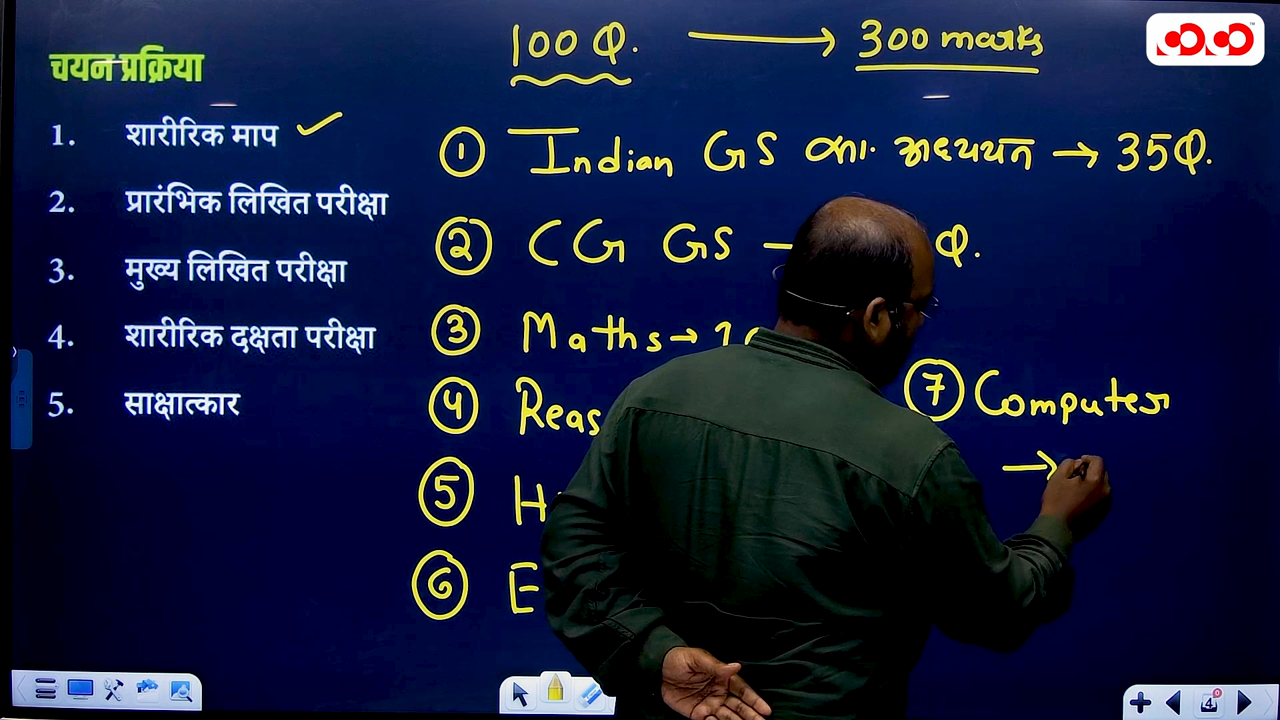 चयन प्रक्रिया
1. शारीरिक माप
2. प्रारंभिक लिखित परीक्षा
3. मुख्य लिखित परीक्षा
4. शारीरिक दक्षता परीक्षा
5. साक्षात्कार
100 Q. → 300 marks
① Indian GS का अध्ययन → 35Q.
② CG GS Q.
③ Maths →
④
⑤
⑥
⑦ Computer
→
4